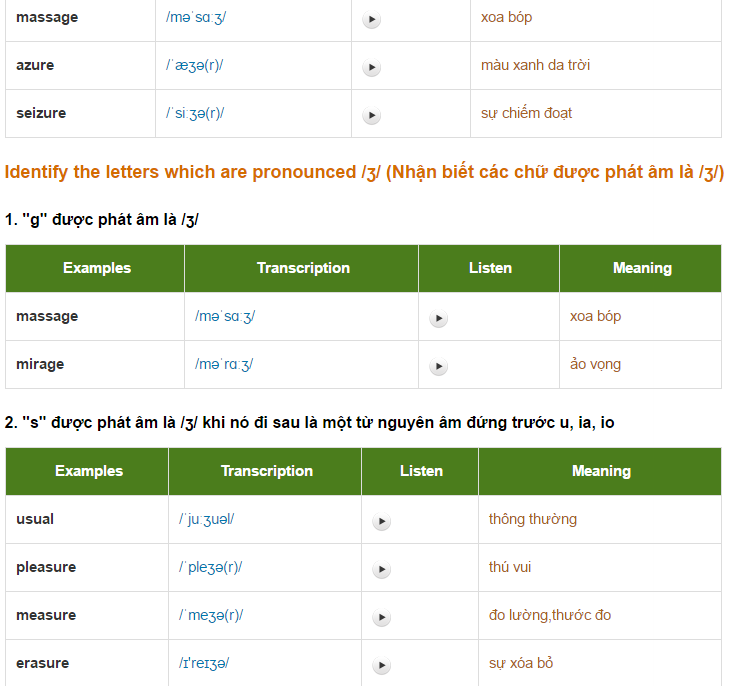 massage /məˈsɑːʒ/ xoa bóp
azure /ˈæʒə(r)/ màu xanh da trời
seizure /ˈsiːʒə(r)/ sự chiếm đoạt
Identify the letters which are pronounced /ʒ/ (Nhận biết các chữ được phát âm là /ʒ/)
1. "g" được phát âm là /ʒ/
Examples Transcription Listen Meaning
massage /məˈsɑːʒ/ xoa bóp
mirage /məˈrɑːʒ/ ảo vọng
2. "s" được phát âm là /ʒ/ khi nó đi sau là một từ nguyên âm đứng trước u, ia, io
Examples Transcription Listen Meaning
usual /ˈjuːʒuəl/ thông thường
pleasure /ˈpleʒə(r)/ thú vui
measure /ˈmeʒə(r)/ đo lường,thước đo
erasure /ɪ'reɪʒə/ sự xóa bỏ